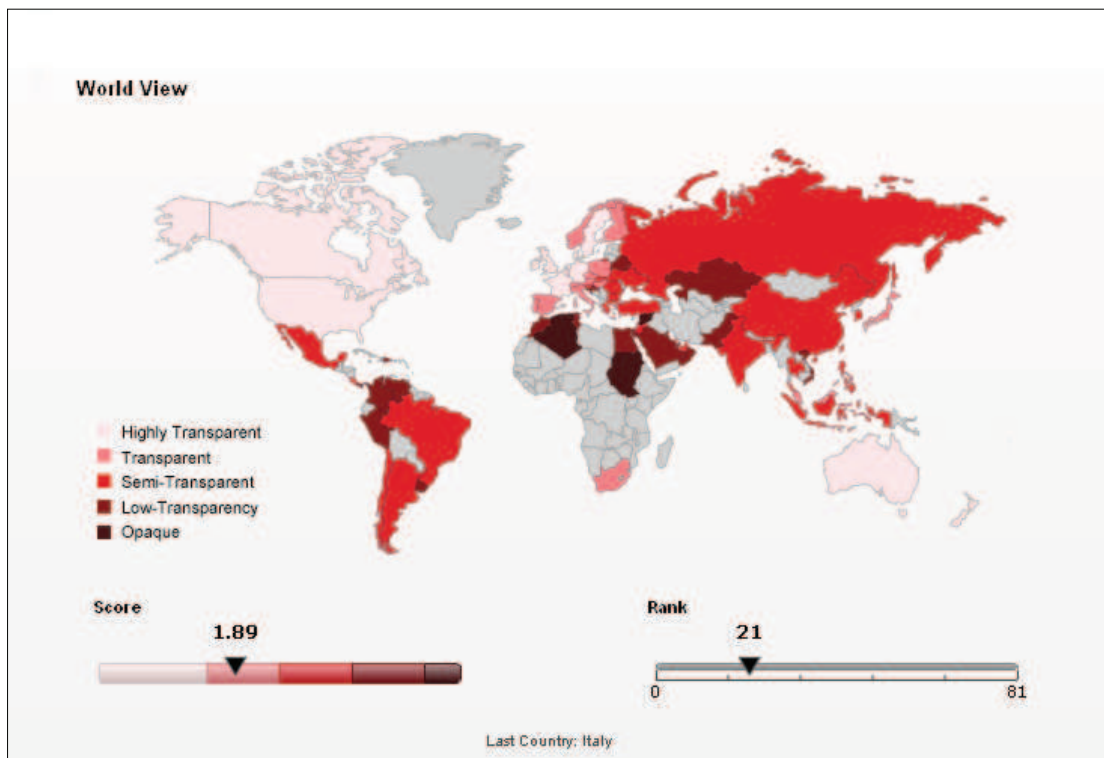 World View
Highly Transparent
Transparent
Semi-Transparent
Low-Transparency
Opaque
Score
1.89
Rank
21
0
81
Last Country: Italy